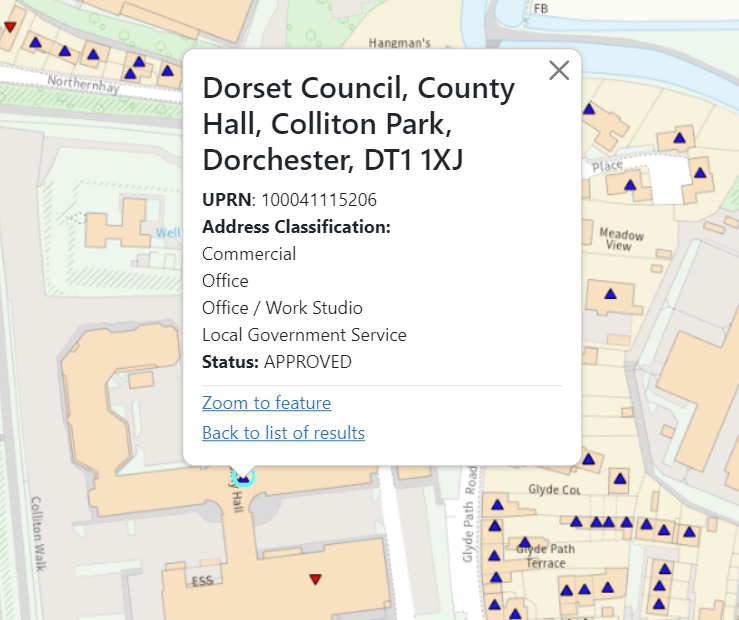 FB
Hangman's
Northernhay
Dorset Council, County
Hall, Colliton Park,
Dorchester, DT1 1XJ
UPRN: 100041115206
Address Classification:
Commercial
Office
Office / Work Studio
Local Government Service
Status: APPROVED
Zoom to feature
Back to list of results
Place
Well
Meadow
View
Hall
Colliton Walk
Glyde Path Road
Glyde
Glyde Path
Terrace
ESS